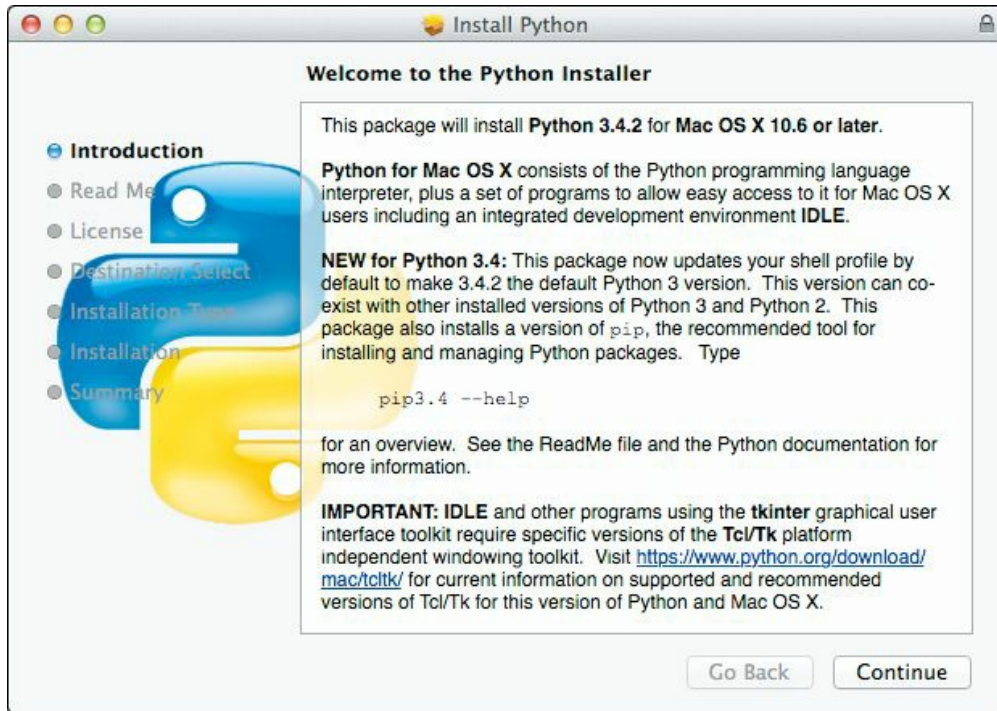 Install Python
Welcome to the Python Installer
Introduction
Read Me
License
Destination Select
Installation Type
Installation
Summary
This package will install Python 3.4.2 for Mac OS X 10.6 or later.
Python for Mac OS X consists of the Python programming language
interpreter, plus a set of programs to allow easy access to it for Mac OS X
users including an integrated development environment IDLE.
NEW for Python 3.4: This package now updates your shell profile by
default to make 3.4.2 the default Python 3 version.  This version can co-
exist with other installed versions of Python 3 and Python 2.  This
package also installs a version of pip, the recommended tool for
installing and managing Python packages.  Type
pip3.4 --help
for an overview.  See the ReadMe file and the Python documentation for
more information.
IMPORTANT: IDLE and other programs using the tkinter graphical user
interface toolkit require specific versions of the Tcl/Tk platform
independent windowing toolkit.  Visit https://www.python.org/download/
mac/tcltk/ for current information on supported and recommended
versions of Tcl/Tk for this version of Python and Mac OS X.
Go Back
Continue